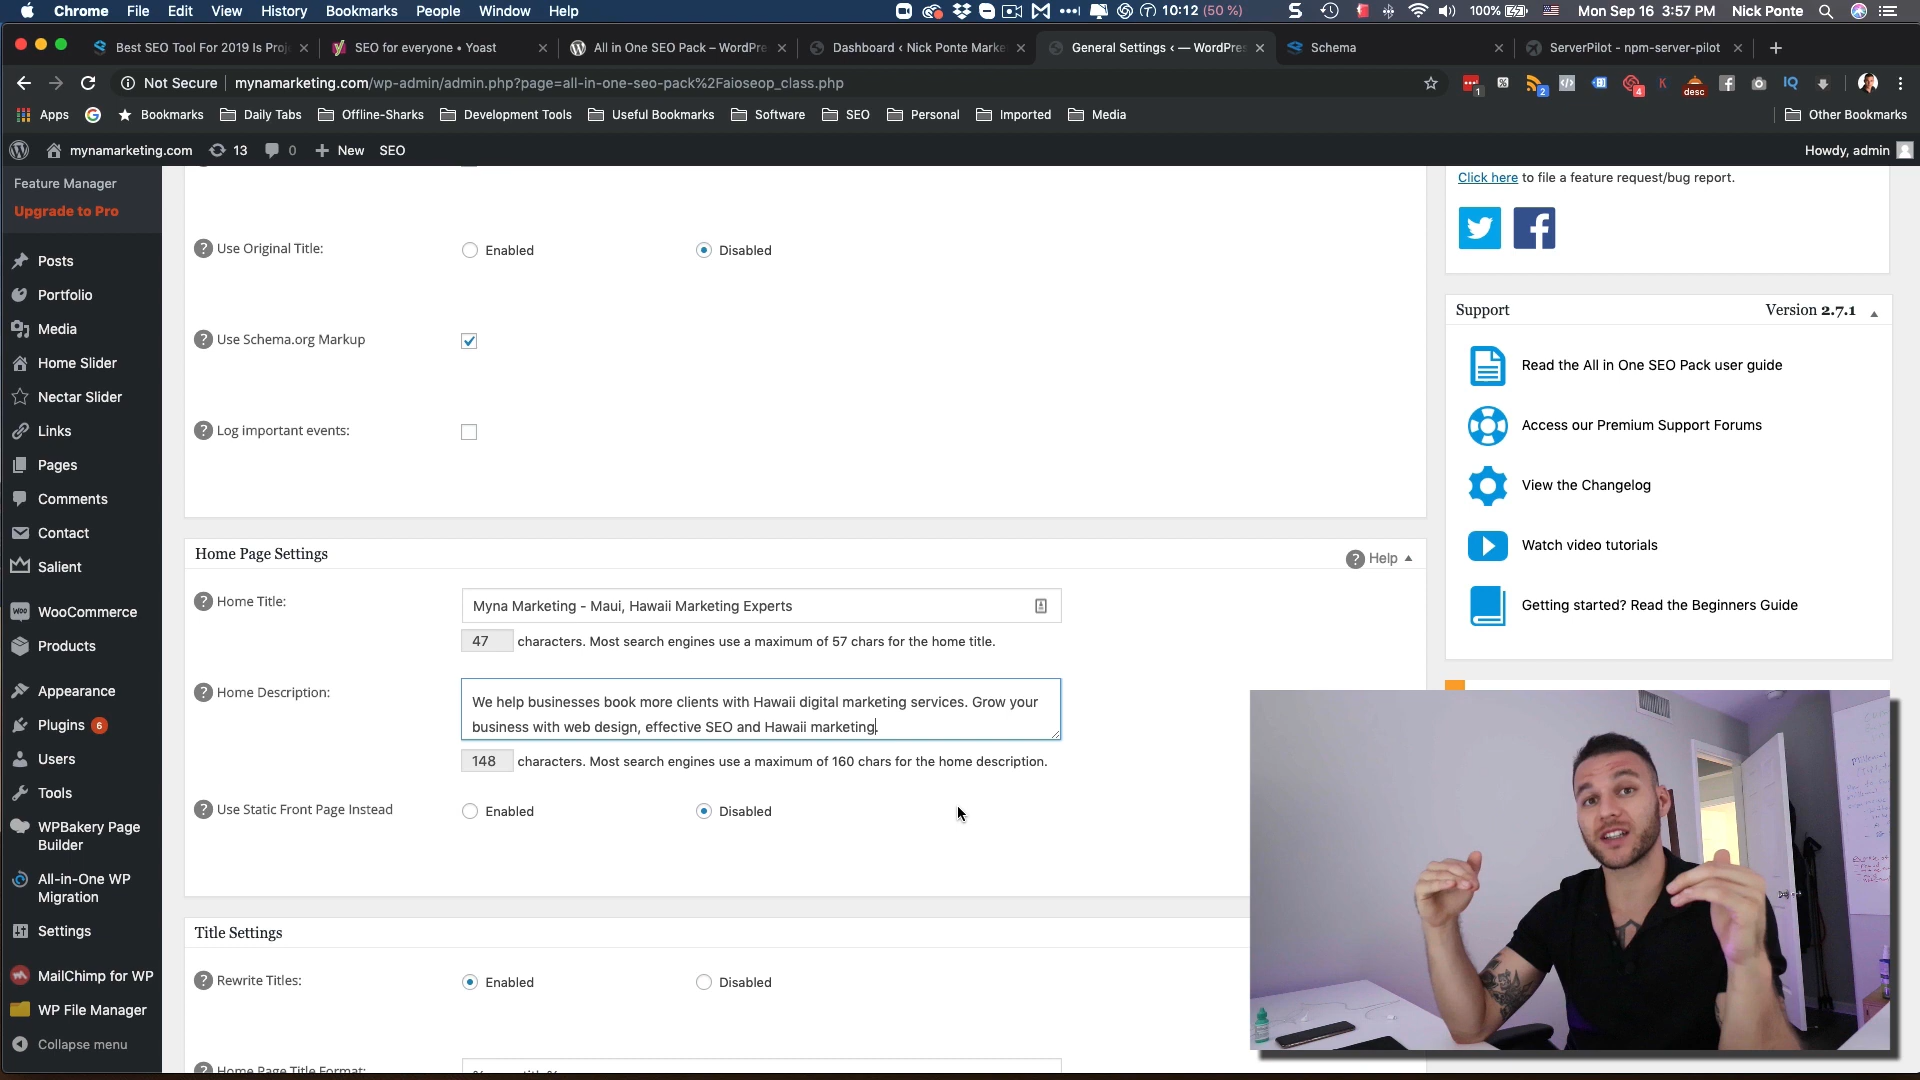 Chrome File Edit View History Bookmarks People Window Help
10:12 (50 %) 100% Mon Sep 16 3:57 PM Nick Ponte
Best SEO Tool For 2019 Is Proj
SEO for everyone • Yoast
All in One SEO Pack – WordPre
Dashboard ‹ Nick Ponte Marke
General Settings ‹ — WordPres
Schema
ServerPilot - npm-server-pilot
Not Secure mynamarketing.com/wp-admin/admin.php?page=all-in-one-seo-pack%2Faioseop_class.php
Apps Bookmarks Daily Tabs Offline-Sharks Development Tools Useful Bookmarks Software SEO Personal Imported Media Other Bookmarks
mynamarketing.com 13 0 New SEO Howdy, admin
Feature Manager
Upgrade to Pro
Posts
Portfolio
Media
Home Slider
Nectar Slider
Links
Pages
Comments
Contact
Salient
WooCommerce
Products
Appearance
Plugins 6
Users
Tools
WPBakery Page
Builder
All-in-One WP
Migration
Settings
MailChimp for WP
WP File Manager
Collapse menu
Use Original Title: Enabled Disabled
Use Schema.org Markup
Log important events:
Home Page Settings Help
Home Title: Myna Marketing - Maui, Hawaii Marketing Experts
47 characters. Most search engines use a maximum of 57 chars for the home title.
Home Description: We help businesses book more clients with Hawaii digital marketing services. Grow your
business with web design, effective SEO and Hawaii marketing.
148 characters. Most search engines use a maximum of 160 chars for the home description.
Use Static Front Page Instead Enabled Disabled
Title Settings
Rewrite Titles: Enabled Disabled
Home Page Title Format:
Click here to file a feature request/bug report.
Support Version 2.7.1
Read the All in One SEO Pack user guide
Access our Premium Support Forums
View the Changelog
Watch video tutorials
Getting started? Read the Beginners Guide